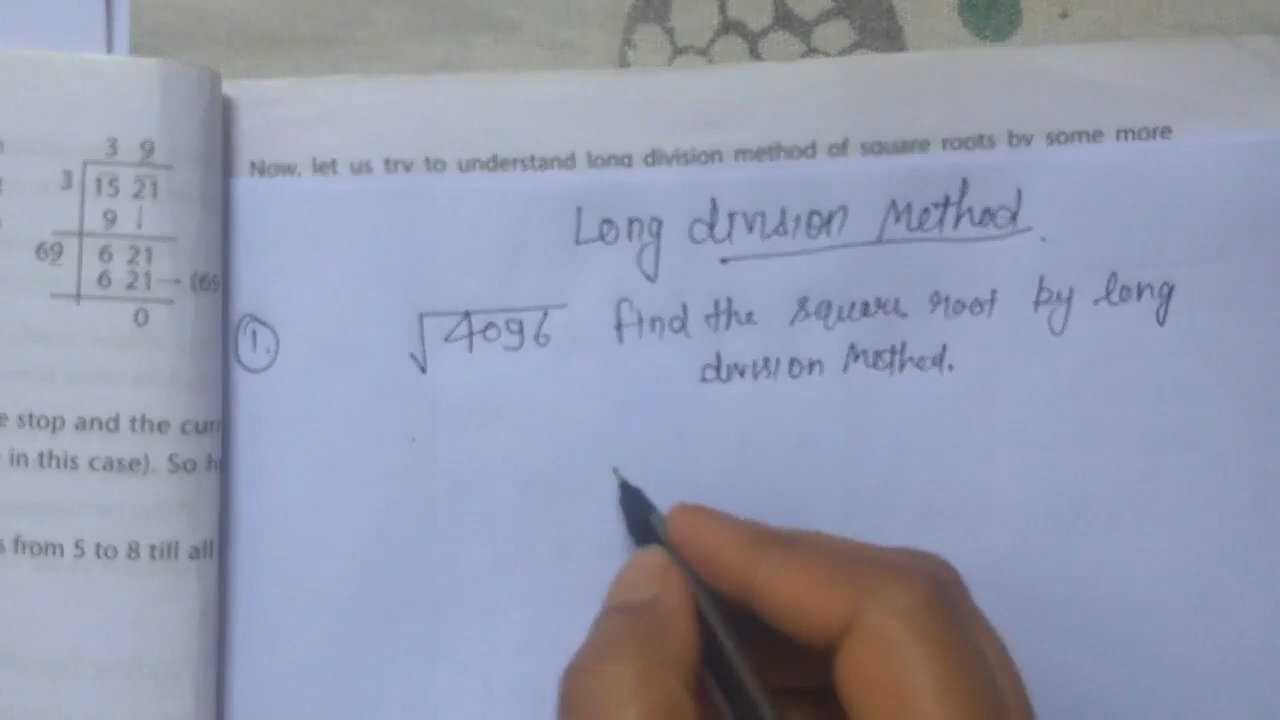 3 9
3 15 21
9 ↓
69 6 21
6 21 → (69
0
e stop and the cur
in this case). So h
s from 5 to 8 till all
Now, let us try to understand long division method of square roots by some more
Long division Method.
1. √4096 find the square root by long
division Method.